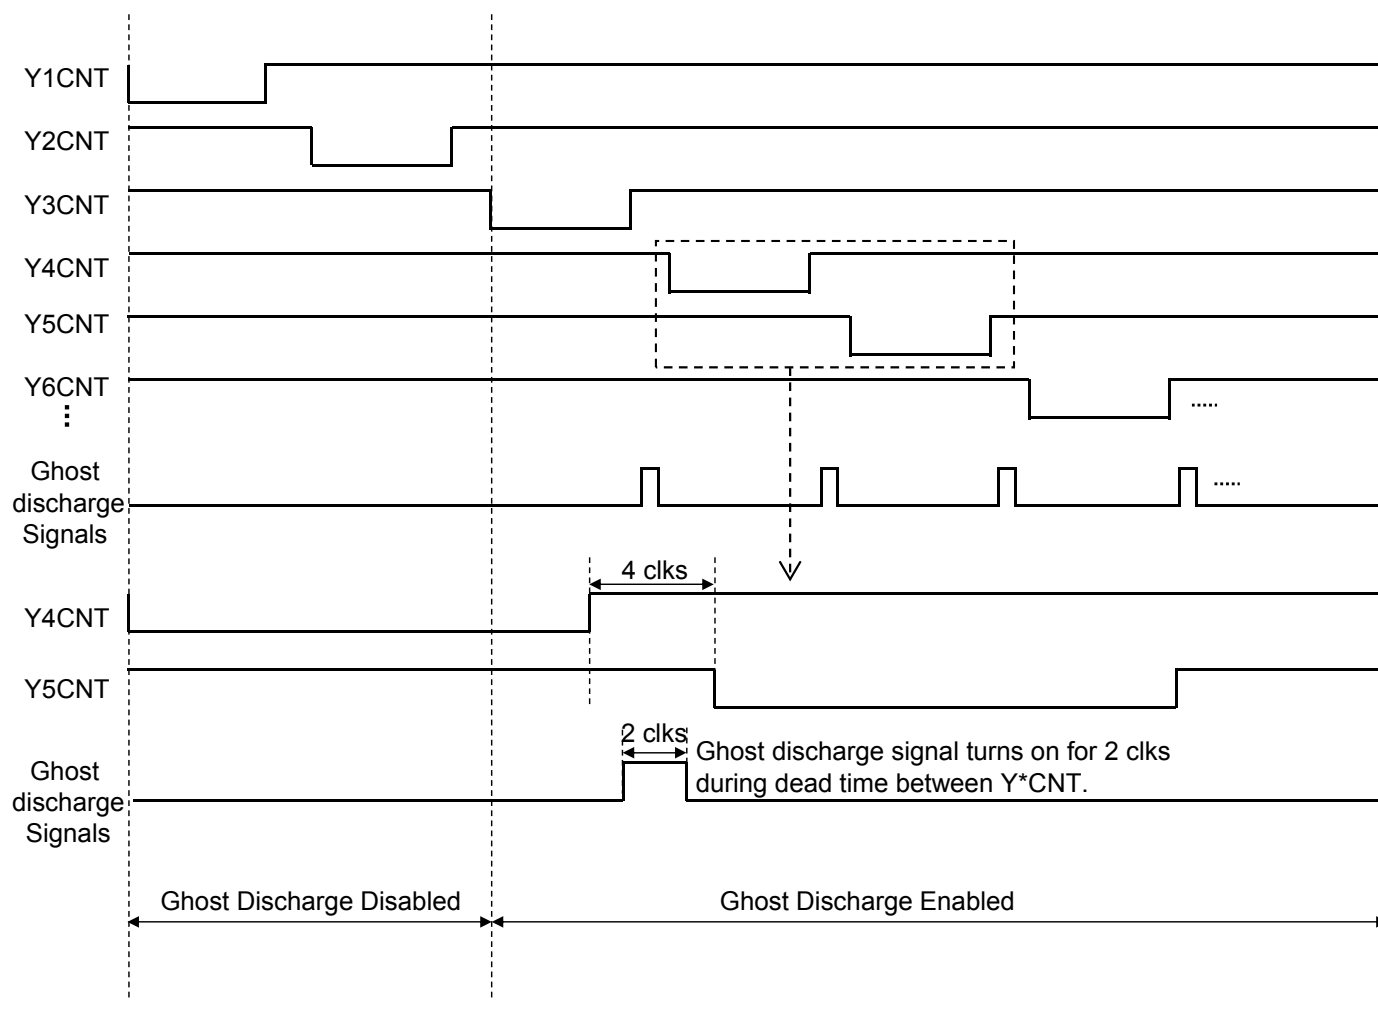 Y1CNT
Y2CNT
Y3CNT
Y4CNT
Y5CNT
Y6CNT
Ghost
discharge
Signals
4 clks
Y4CNT
Y5CNT
2 clks
Ghost discharge signal turns on for 2 clks
during dead time between Y*CNT.
Ghost
discharge
Signals
Ghost Discharge Disabled
Ghost Discharge Enabled